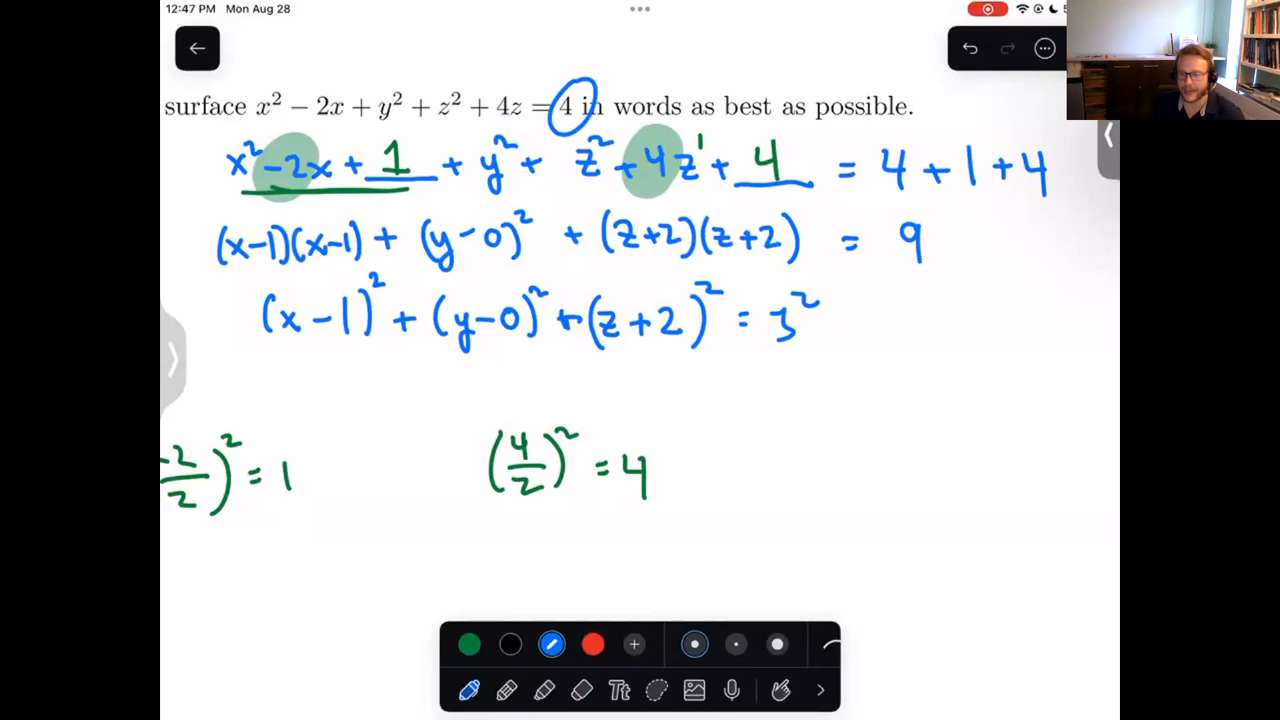 12:47 PM Mon Aug 28
surface x² − 2x + y² + z² + 4z = 4 in words as best as possible.
x² - 2x + 1 + y² + z² + 4z¹ + 4 = 4 + 1 + 4
(x-1)(x-1) + (y-0)² + (z+2)(z+2) = 9
(x-1)² + (y-0)² + (z+2)² = 3²
-2/2)² = 1
(4/2)² = 4
Tt